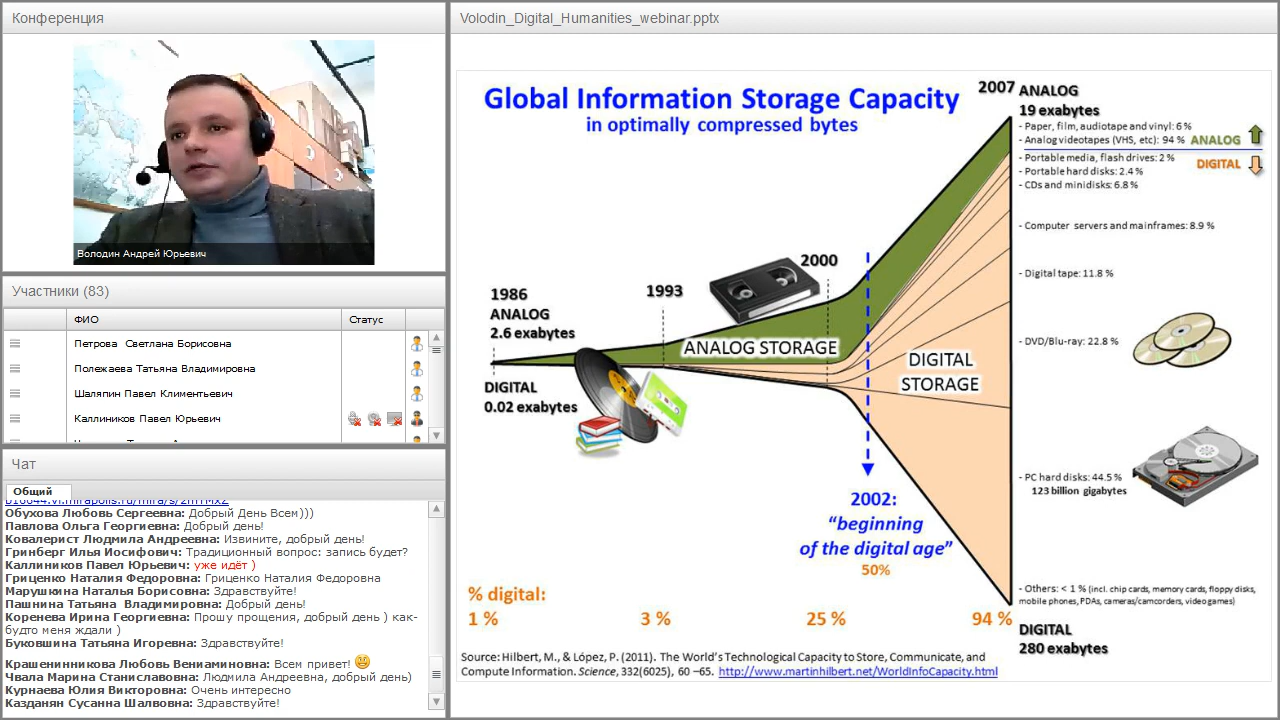 Конференция
Володин Андрей Юрьевич
Участники (83)
ФИО
Статус
Петрова Светлана Борисовна
Полежаева Татьяна Владимировна
Шаляпин Павел Климентьевич
Каллиников Павел Юрьевич
Чат
Общий
Обухова Любовь Сергеевна: Добрый День Всем)))
Павлова Ольга Георгиевна: Добрый день!
Ковалерист Людмила Андреевна: Извините, добрый день!
Гринберг Илья Иосифович: Традиционный вопрос: запись будет?
Каллиников Павел Юрьевич: уже идёт )
Гриценко Наталия Федоровна: Гриценко Наталия Федоровна
Марушкина Наталья Борисовна: Здравствуйте!
Пашнина Татьяна Владимировна: Добрый день!
Коренева Ирина Георгиевна: Прошу прощения, добрый день ) как-
будто меня ждали )
Буковшина Татьяна Игоревна: Здравствуйте!
Крашенинникова Любовь Вениаминовна: Всем привет!
Чвала Марина Станиставовна: Людмила Андреевна, добрый день)
Курнаева Юлия Викторовна: Очень интересно
Казданян Сусанна Шалвовна: Здравствуйте!
Volodin_Digital_Humanities_webinar.pptx
Global Information Storage Capacity
in optimally compressed bytes
2007
ANALOG
19 exabytes
- Paper, film, audiotape and vinyl: 6 %
- Analog videotapes (VHS, etc): 94 %
ANALOG
DIGITAL
- Portable media, flash drives: 2 %
- Portable hard disks: 2.4 %
- CDs and minidisks: 6.8 %
- Computer servers and mainframes: 8.9 %
- Digital tape: 11.8 %
- DVD/Blu-ray: 22.8 %
- PC hard disks: 44.5 %
123 billion gigabytes
- Others: < 1 % (incl. chip cards, memory cards, floppy disks,
mobile phones, PDAs, cameras/camcorders, video games)
DIGITAL
280 exabytes
1986
ANALOG
2.6 exabytes
DIGITAL
0.02 exabytes
1993
2000
ANALOG STORAGE
DIGITAL
STORAGE
2002:
“beginning
of the digital age”
50%
% digital:
1 %
3 %
25 %
94 %
Source: Hilbert, M., & López, P. (2011). The World’s Technological Capacity to Store, Communicate, and
Compute Information. Science, 332(6025), 60 –65. http://www.martinhilbert.net/WorldInfoCapacity.html